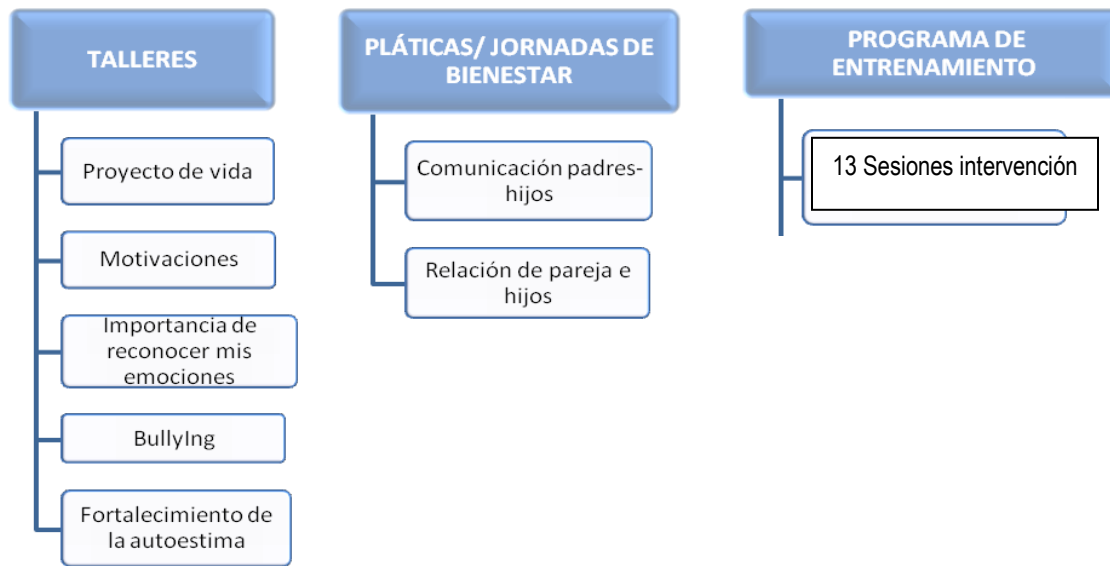 TALLERES
Proyecto de vida
Motivaciones
Importancia de
reconocer mis
emociones
BullyIng
Fortalecimiento de
la autoestima
PLÁTICAS/ JORNADAS DE
BIENESTAR
Comunicación padres-
hijos
Relación de pareja e
hijos
PROGRAMA DE
ENTRENAMIENTO
13 Sesiones intervención